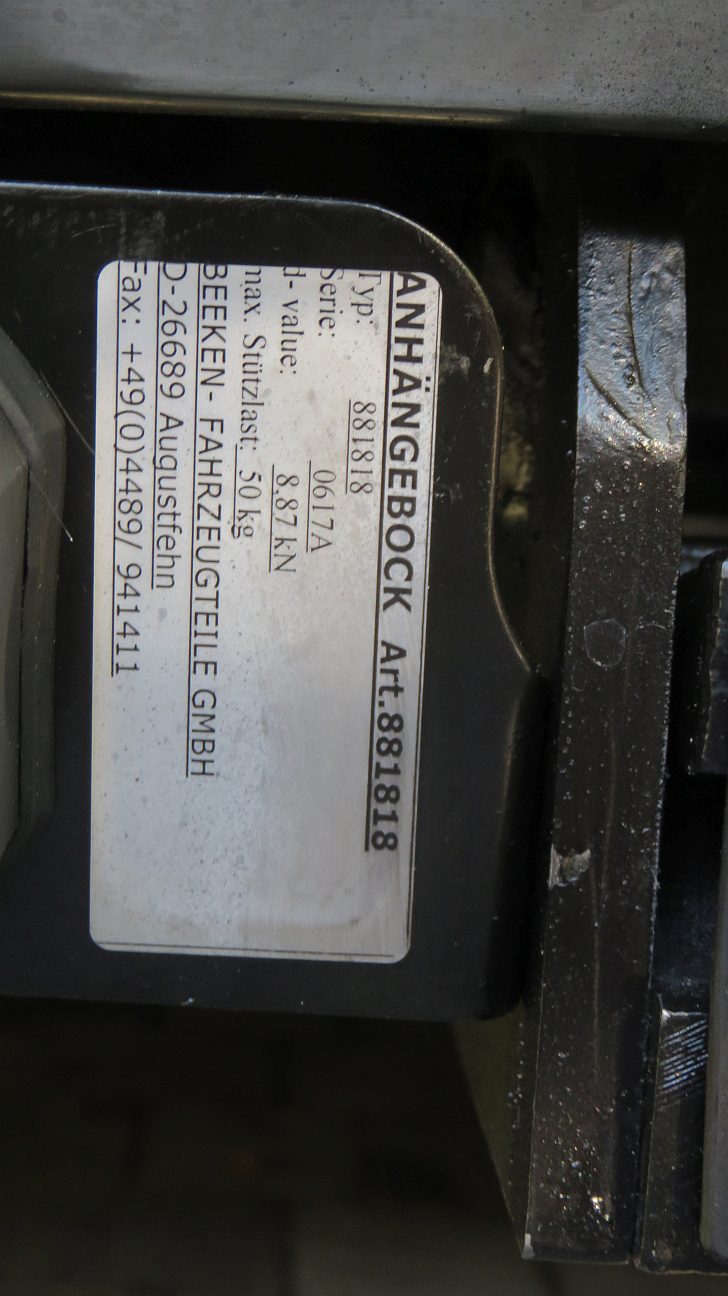 ANHÄNGEBOCK Art.881818
Typ: 881818
Serie: 0617A
d- value: 8,87 kN
max. Stützlast: 50 kg
BEEKEN- FAHRZEUGTEILE GMBH
D-26689 Augustfehn
Fax: +49(0)4489/ 941411